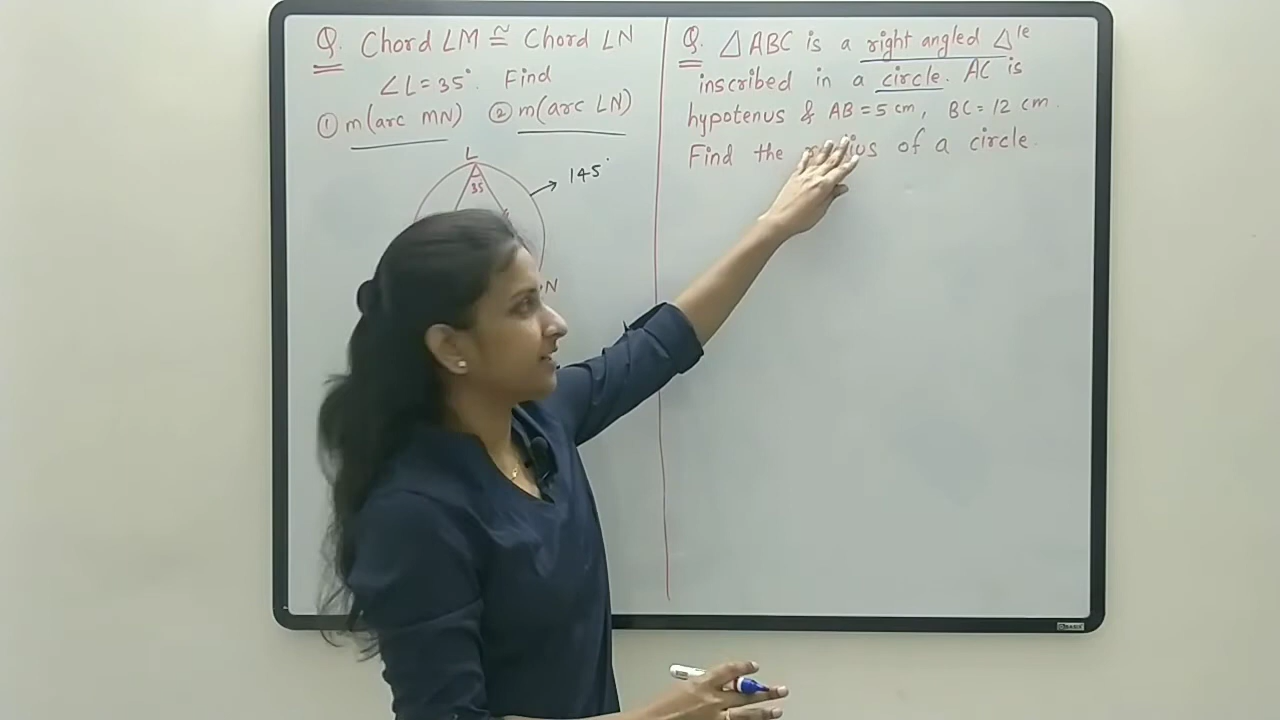 Q. Chord LM ≅ Chord LN
∠L=35°. Find
① m(arc MN) ② m(arc LN)
L
35
145°
N
Q. △ABC is a right angled △le
inscribed in a circle. AC is
hypotenus & AB=5 cm, BC=12 cm.
Find the radius of a circle.